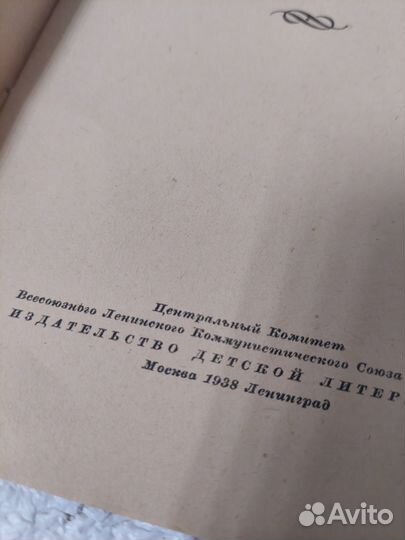 Центральный Комитет
Всесоюзного Ленинского Коммунистического Союза
ИЗДАТЕЛЬСТВО ДЕТСКОЙ ЛИТЕР
Москва 1938 Ленинград
Avito